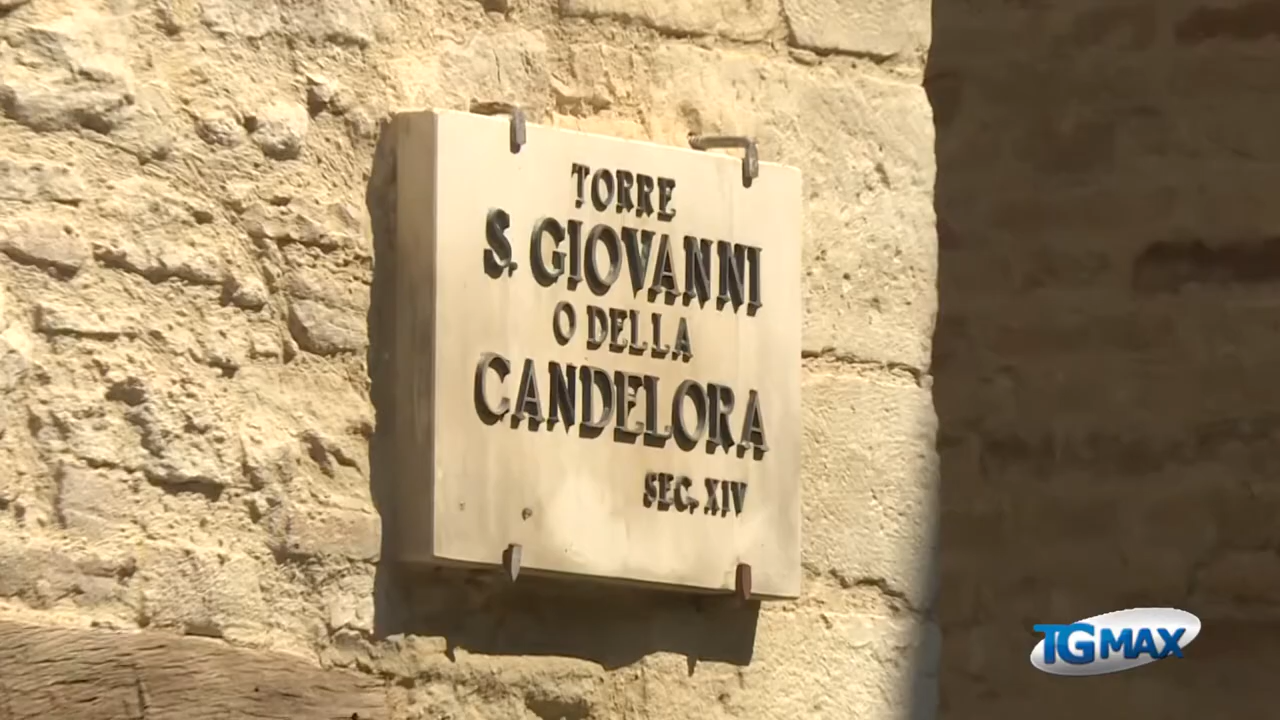 TORRE
S. GIOVANNI
O DELLA
CANDELORA
SEC. XIV
TGMAX